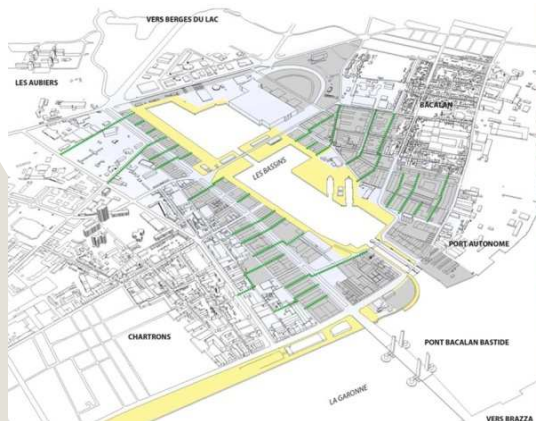 VERS BERGES DU LAC
LES AUBIERS
BACALAN
LES BASSINS
PORT AUTONOME
CHARTRONS
PONT BACALAN BASTIDE
LA GARONNE
VERS BRAZZA